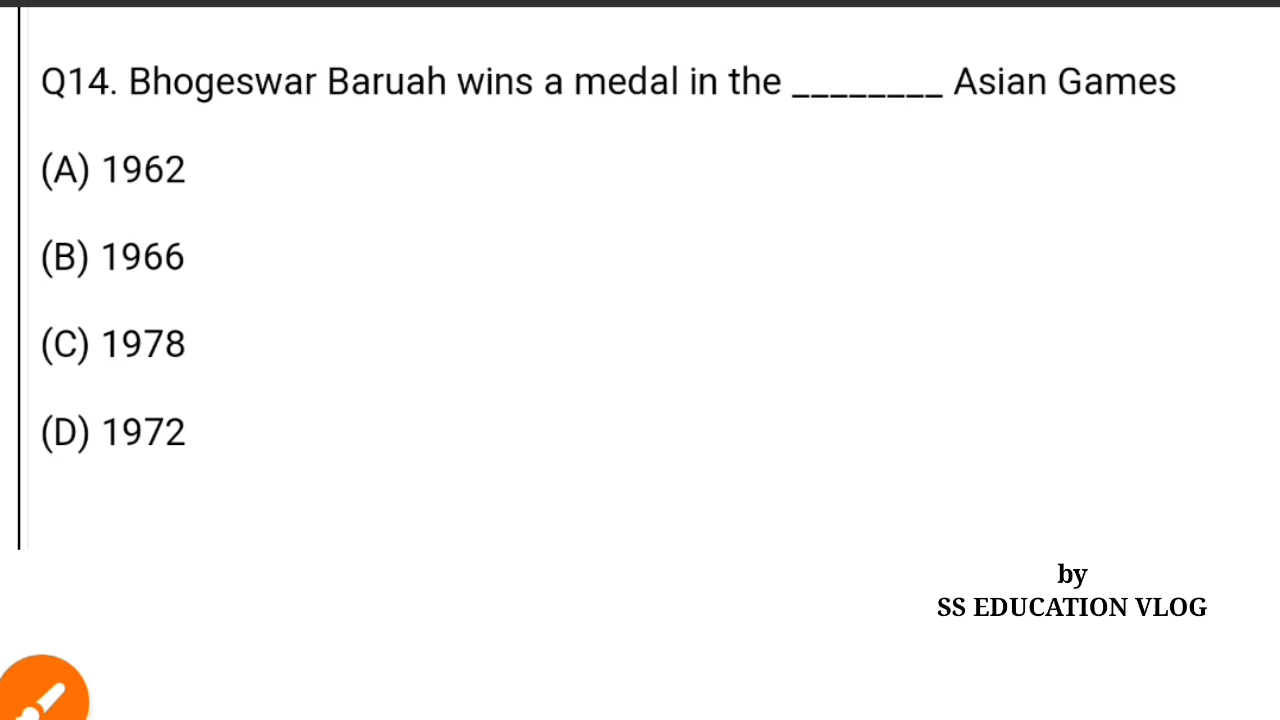 Q14. Bhogeswar Baruah wins a medal in the ________ Asian Games
(A) 1962
(B) 1966
(C) 1978
(D) 1972
by
SS EDUCATION VLOG